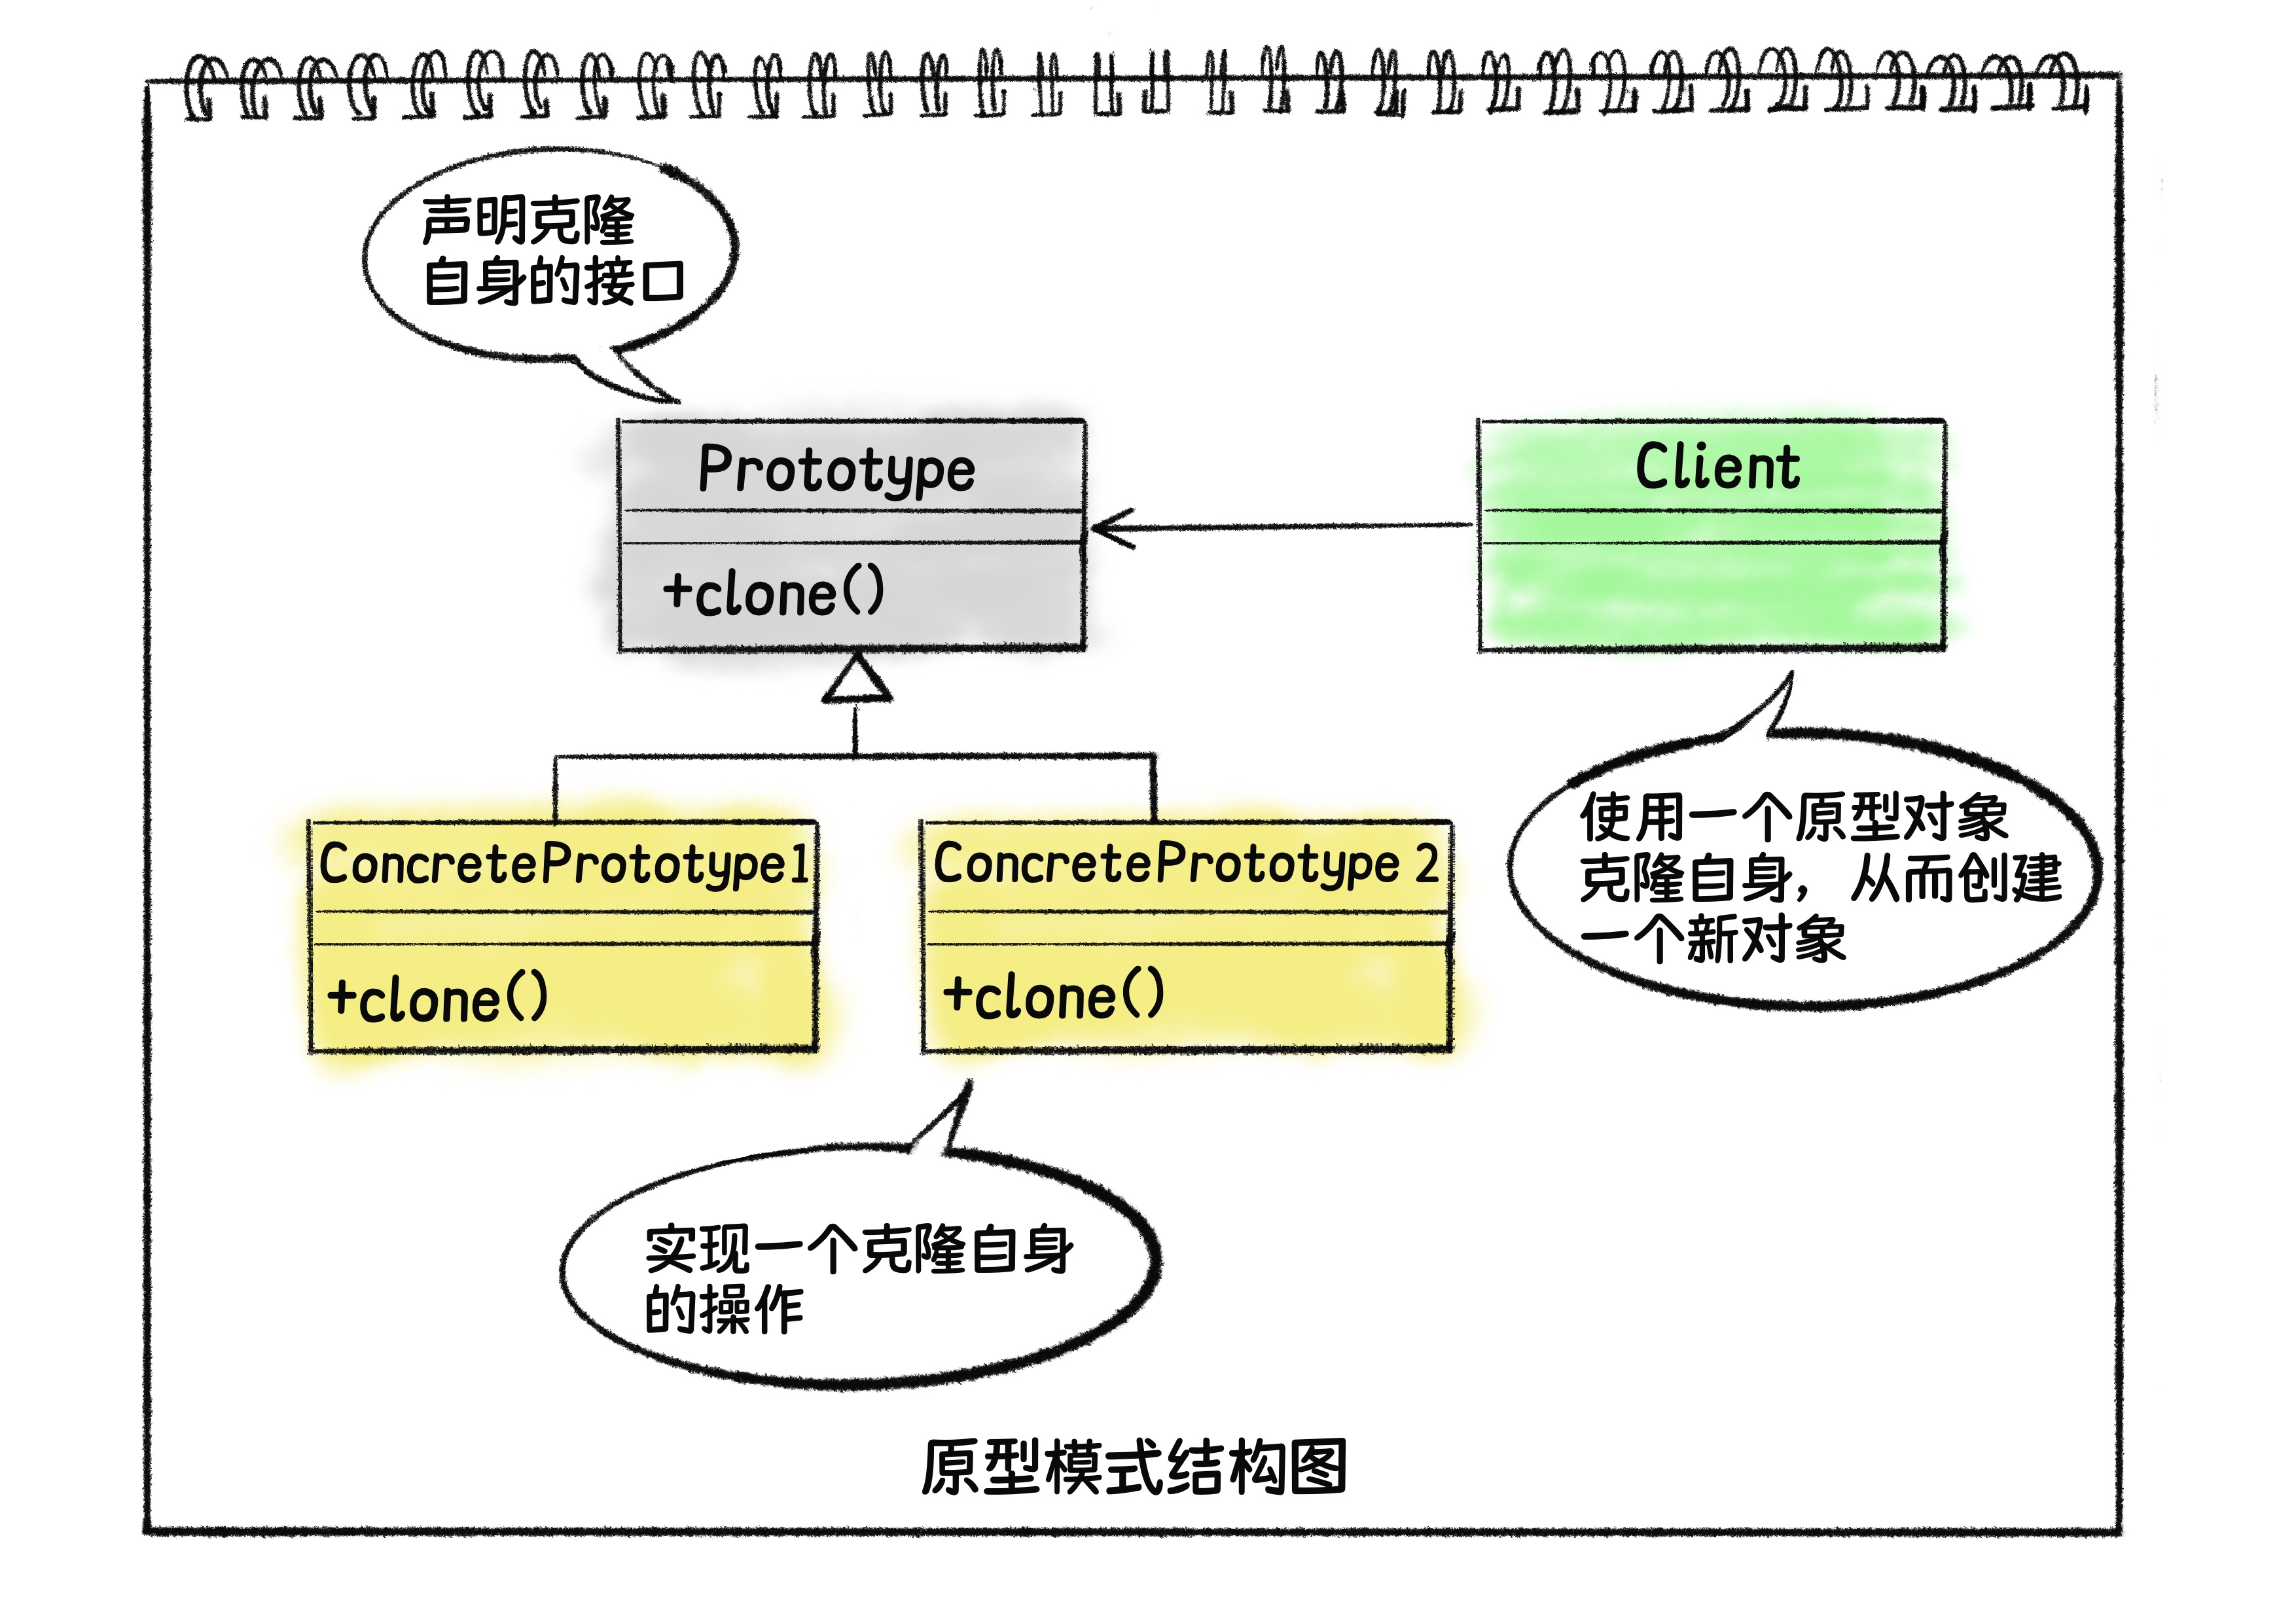 声明克隆
自身的接口
Prototype
+clone()
Client
ConcretePrototype1
+clone()
ConcretePrototype 2
+clone()
使用一个原型对象
克隆自身，从而创建
一个新对象
实现一个克隆自身
的操作
原型模式结构图